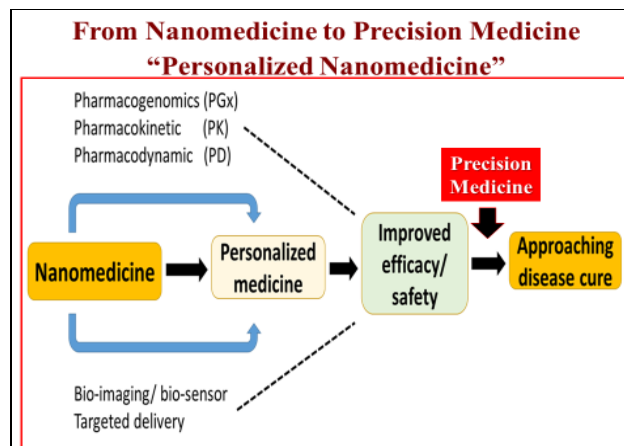 From Nanomedicine to Precision Medicine
“Personalized Nanomedicine”
Pharmacogenomics (PGx)
Pharmacokinetic (PK)
Pharmacodynamic (PD)
Precision
Medicine
Nanomedicine
Personalized
medicine
Improved
efficacy/
safety
Approaching
disease cure
Bio-imaging/ bio-sensor
Targeted delivery